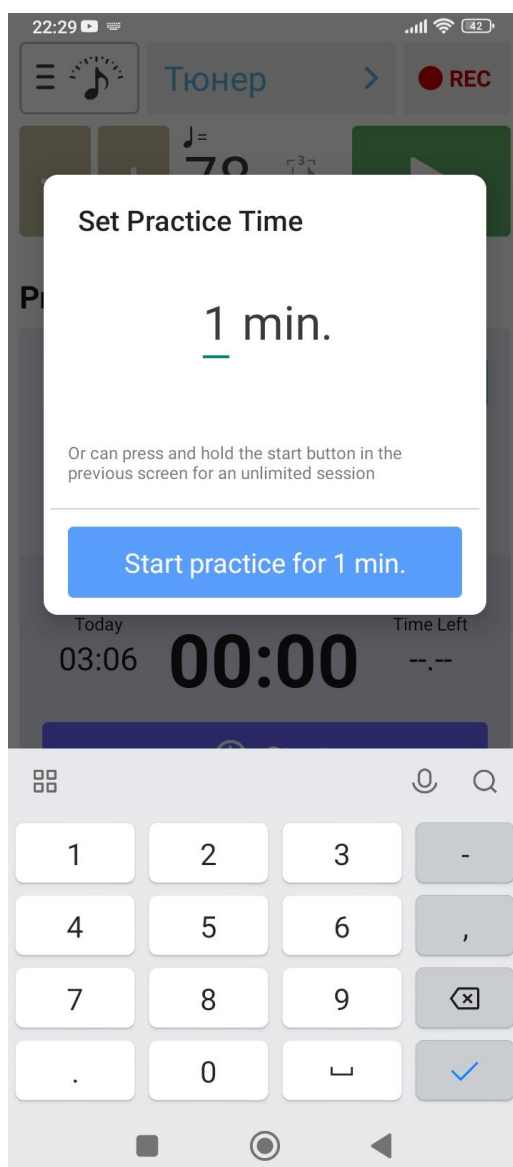 22:29
42
Тюнер
REC
78
3
Set Practice Time
1 min.
Or can press and hold the start button in the
previous screen for an unlimited session
Start practice for 1 min.
Today
Time Left
03:06
00:00
--.--
1 2 3 -
4 5 6 ,
7 8 9
. 0